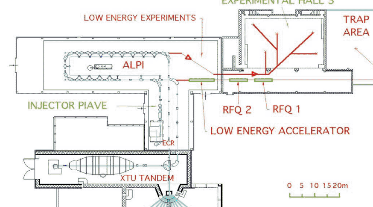 EXPERIMENTAL HALL 3
LOW ENERGY EXPERIMENTS
TRAP
AREA
ALPI
INJECTOR PIAVE
RFQ 2
RFQ 1
LOW ENERGY ACCELERATOR
ECR
XTU TANDEM
0 5 10 15 20m